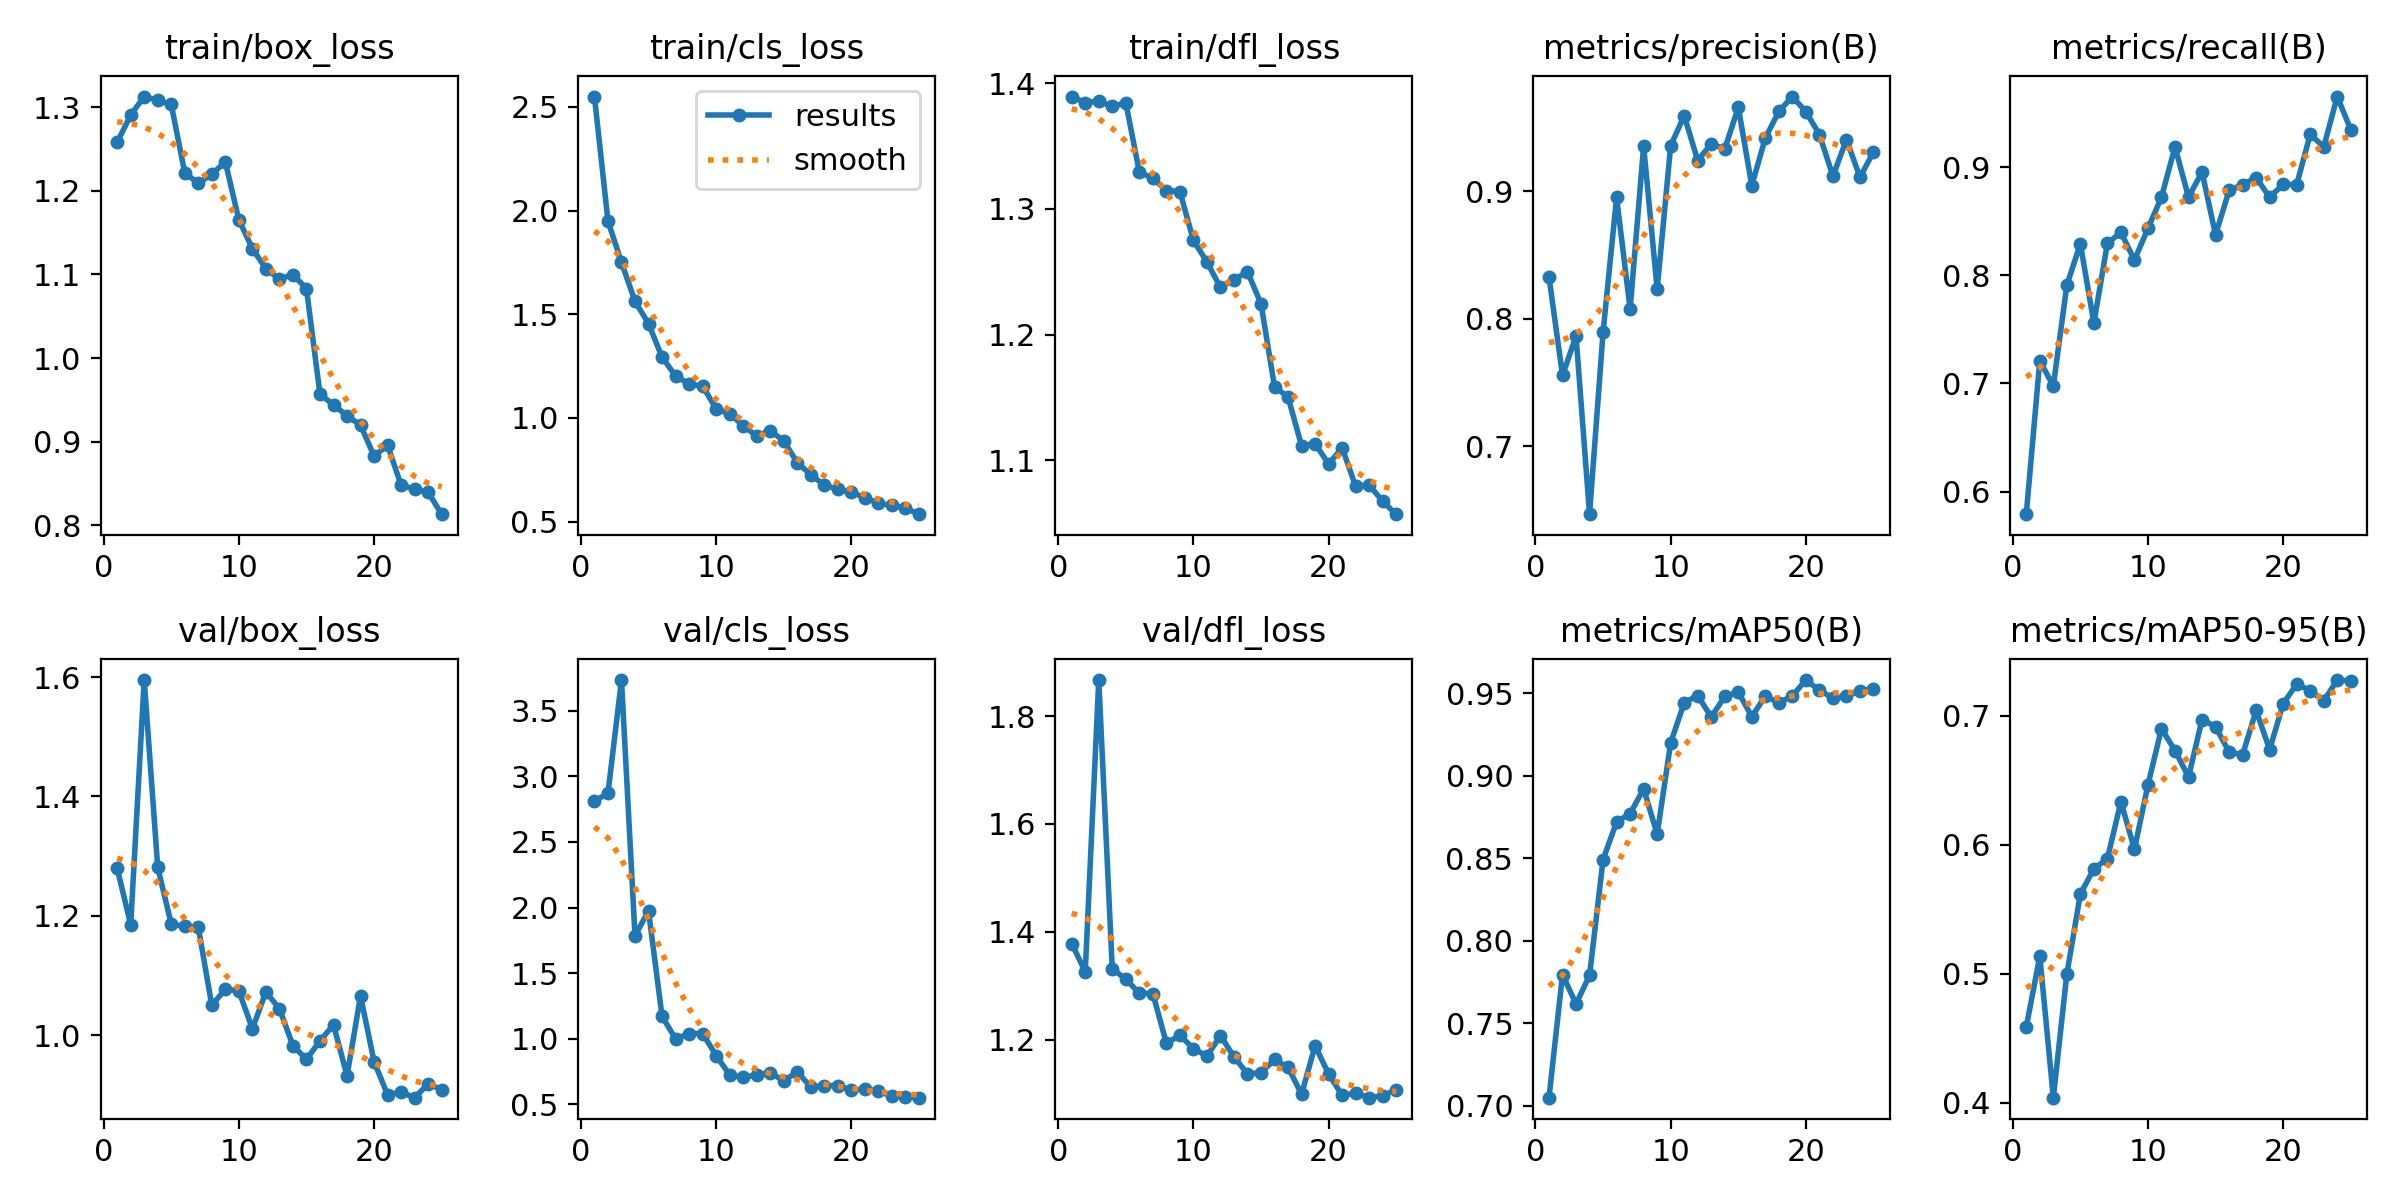 train/box_loss
train/cls_loss
train/dfl_loss
metrics/precision(B)
metrics/recall(B)
1.3
1.2
1.1
1.0
0.9
0.8
0 10 20
2.5
2.0
1.5
1.0
0.5
0 10 20
results
smooth
1.4
1.3
1.2
1.1
0 10 20
0.9
0.8
0.7
0 10 20
0.9
0.8
0.7
0.6
0 10 20
val/box_loss
val/cls_loss
val/dfl_loss
metrics/mAP50(B)
metrics/mAP50-95(B)
1.6
1.4
1.2
1.0
0 10 20
3.5
3.0
2.5
2.0
1.5
1.0
0.5
0 10 20
1.8
1.6
1.4
1.2
0 10 20
0.95
0.90
0.85
0.80
0.75
0.70
0 10 20
0.7
0.6
0.5
0.4
0 10 20